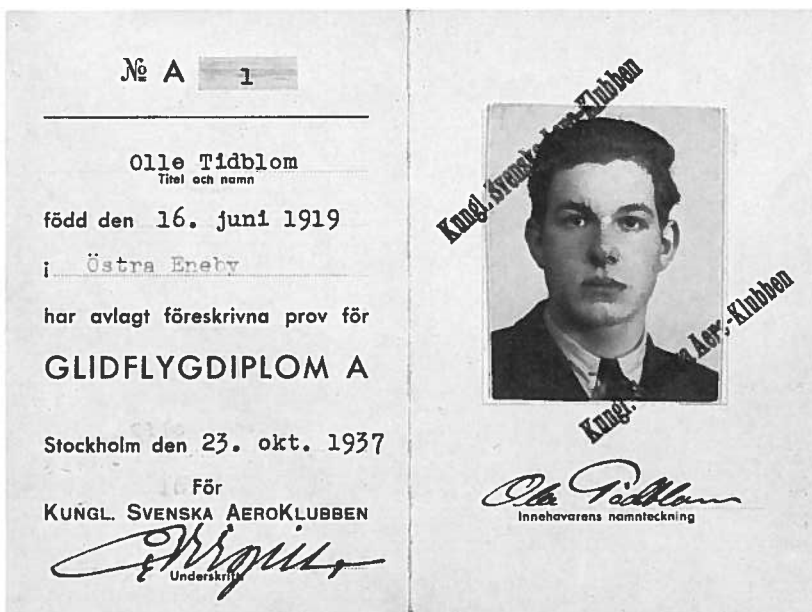 № A 1
Olle Tidblom
Titel och namn
född den 16. juni 1919
i Östra Eneby
har avlagt föreskrivna prov för
GLIDFLYGDIPLOM A
Stockholm den 23. okt. 1937
För
KUNGL. SVENSKA AEROKLUBBEN
Underskrift
Kungl. Svenska Aero-Klubben
Kungl. Aero-Klubben
Olle Tidblom
Innehavarens namnteckning